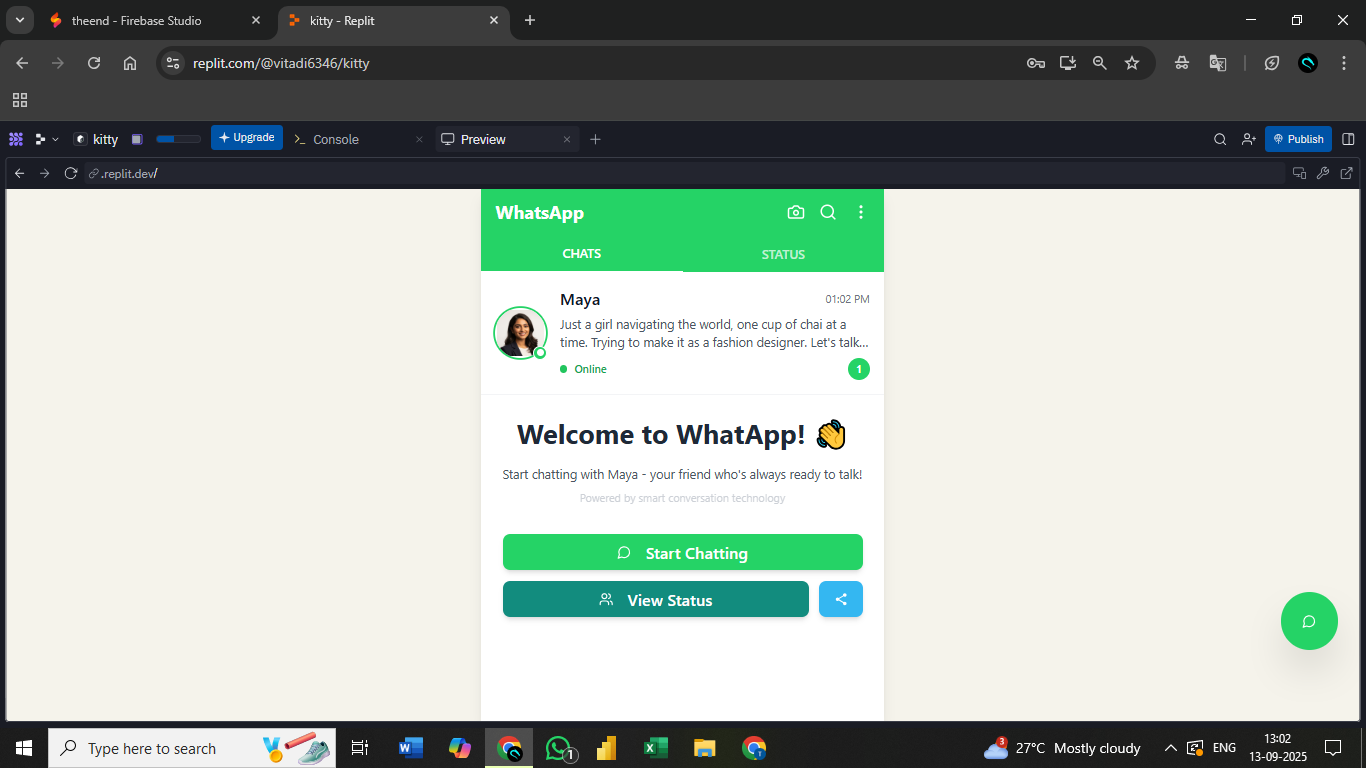 theend - Firebase Studio
kitty - Replit
replit.com/@vitadi6346/kitty
kitty
Upgrade
Console
Preview
Publish
.replit.dev/
WhatsApp
CHATS
STATUS
Maya
01:02 PM
Just a girl navigating the world, one cup of chai at a
time. Trying to make it as a fashion designer. Let's talk...
Online
1
Welcome to WhatApp! 👋
Start chatting with Maya - your friend who's always ready to talk!
Powered by smart conversation technology
Start Chatting
View Status
Type here to search
1
3
27°C Mostly cloudy
ENG
13:02
13-09-2025